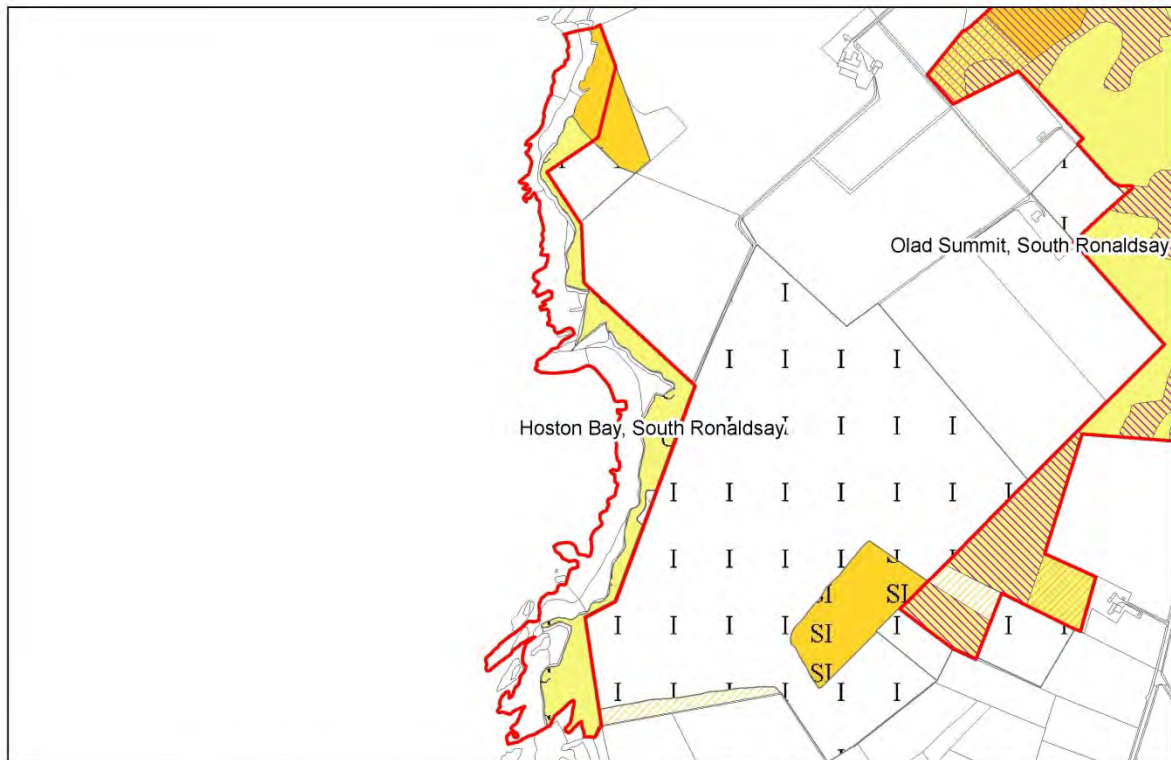 I
Olad Summit, South Ronaldsay
I
I
I I I I
Hoston Bay, South Ronaldsay
I I I I
I I I I I I I
I I I I I I
SI SI
I I I I SI I I I
SI
I I I I I I